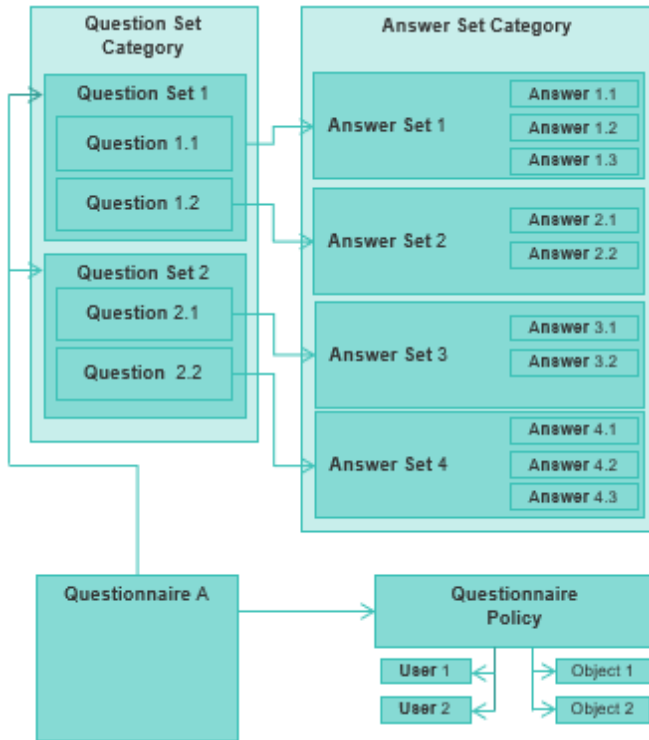 Question Set
Category
Question Set 1
Question 1.1
Question 1.2
Question Set 2
Question 2.1
Question 2.2
Answer Set Category
Answer Set 1
Answer 1.1
Answer 1.2
Answer 1.3
Answer Set 2
Answer 2.1
Answer 2.2
Answer Set 3
Answer 3.1
Answer 3.2
Answer Set 4
Answer 4.1
Answer 4.2
Answer 4.3
Questionnaire A
Questionnaire
Policy
User 1
User 2
Object 1
Object 2